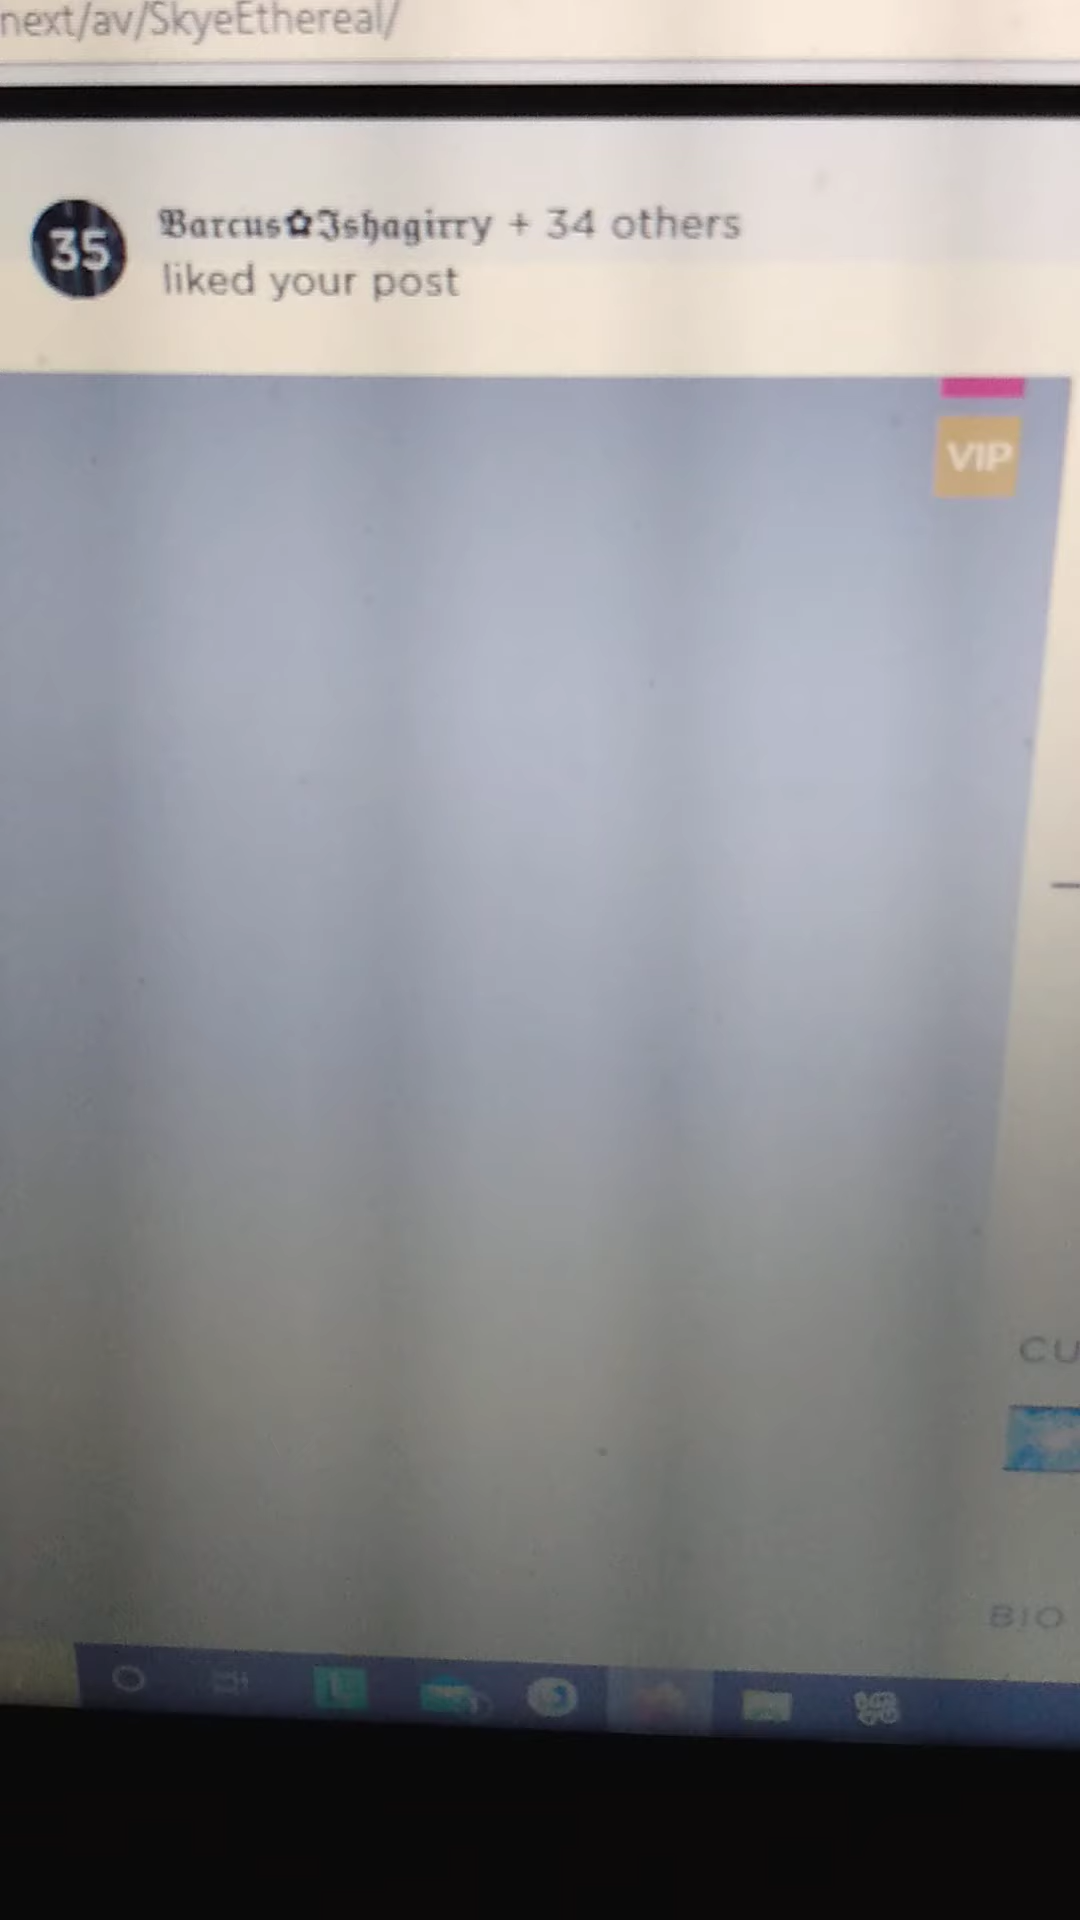 next/av/SkyeEthereal/
35
𝕭𝖆𝖗𝖈𝖚𝖘✿𝕴𝖘𝖍𝖆𝖌𝖎𝖗𝖗y + 34 others
liked your post
VIP
CU
BIO